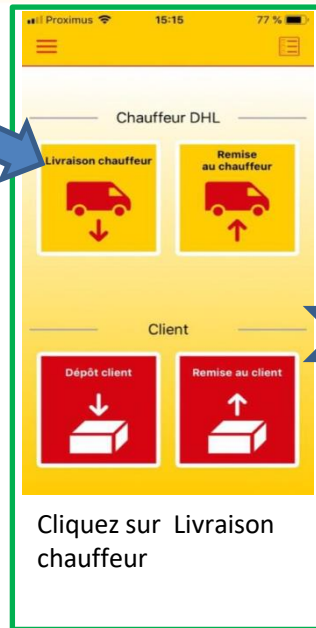 Proximus 15:15 77 %
Chauffeur DHL
Livraison chauffeur
Remise
au chauffeur
Client
Dépôt client
Remise au client
Cliquez sur Livraison
chauffeur